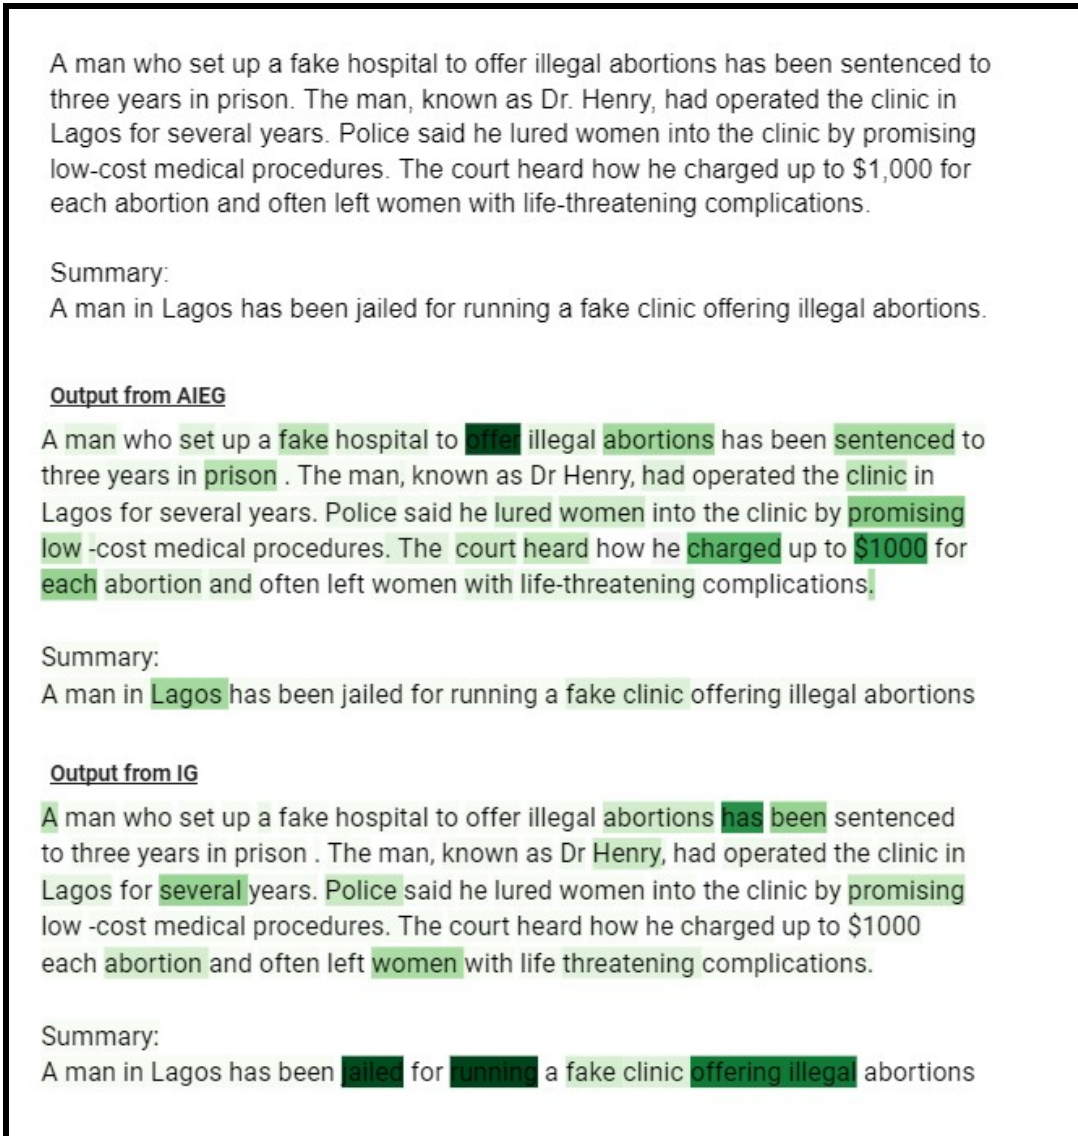 A man who set up a fake hospital to offer illegal abortions has been sentenced to
three years in prison. The man, known as Dr. Henry, had operated the clinic in
Lagos for several years. Police said he lured women into the clinic by promising
low-cost medical procedures. The court heard how he charged up to $1,000 for
each abortion and often left women with life-threatening complications.
Summary:
A man in Lagos has been jailed for running a fake clinic offering illegal abortions.
Output from AIEG
A man who set up a fake hospital to offer illegal abortions has been sentenced to
three years in prison . The man, known as Dr Henry, had operated the clinic in
Lagos for several years. Police said he lured women into the clinic by promising
low -cost medical procedures. The court heard how he charged up to $1000 for
each abortion and often left women with life-threatening complications.
Summary:
A man in Lagos has been jailed for running a fake clinic offering illegal abortions
Output from IG
A man who set up a fake hospital to offer illegal abortions has been sentenced
to three years in prison . The man, known as Dr Henry, had operated the clinic in
Lagos for several years. Police said he lured women into the clinic by promising
low -cost medical procedures. The court heard how he charged up to $1000
each abortion and often left women with life threatening complications.
Summary:
A man in Lagos has been jailed for running a fake clinic offering illegal abortions